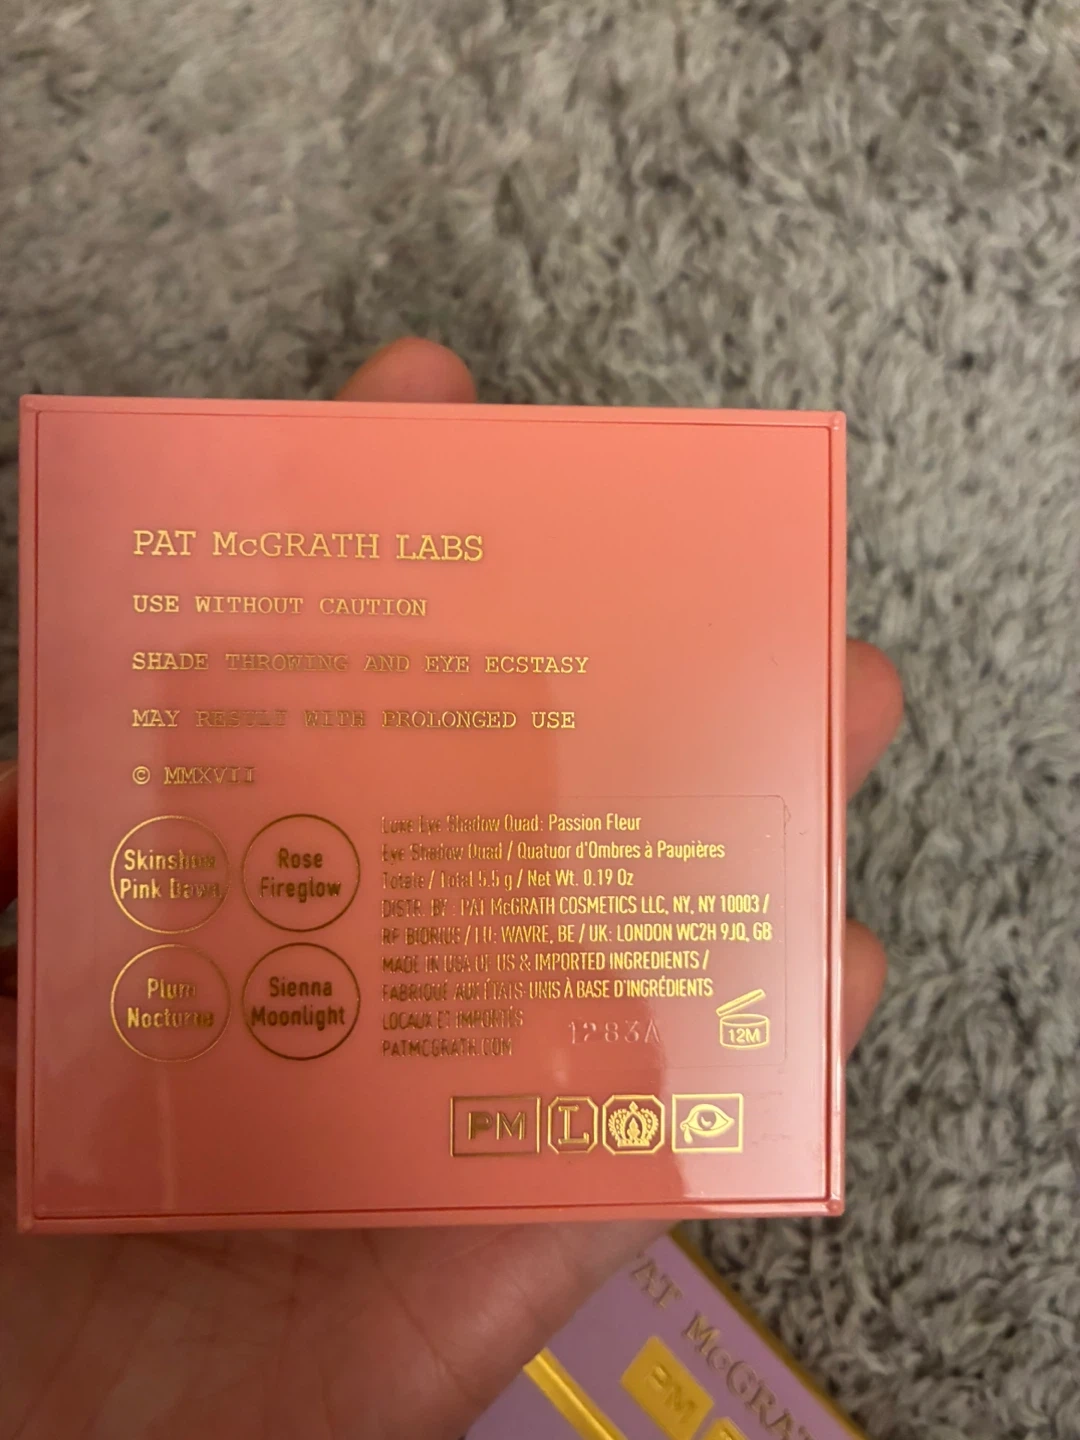 PAT McGRATH LABS
USE WITHOUT CAUTION
SHADE THROWING AND EYE ECSTASY
MAY RESULT WITH PROLONGED USE
© MMXVII
Skinshow
Pink Dawn
Rose
Fireglow
Plum
Nocturne
Sienna
Moonlight
Luxe Eye Shadow Quad: Passion Fleur
Eye Shadow Quad / Quatuor d'Ombres à Paupières
Totale / Total 5.5 g / Net Wt. 0.19 Oz
DISTR. BY : PAT McGRATH COSMETICS LLC, NY, NY 10003 /
RP BIORIUS / EU: WAVRE, BE / UK: LONDON WC2H 9JQ, GB
MADE IN USA OF US & IMPORTED INGREDIENTS /
FABRIQUÉ AUX ÉTATS-UNIS À BASE D'INGRÉDIENTS
LOCAUX ET IMPORTÉS
PATMCGRATH.COM
1283A
12M
PM L
PAT McGRAT
PM